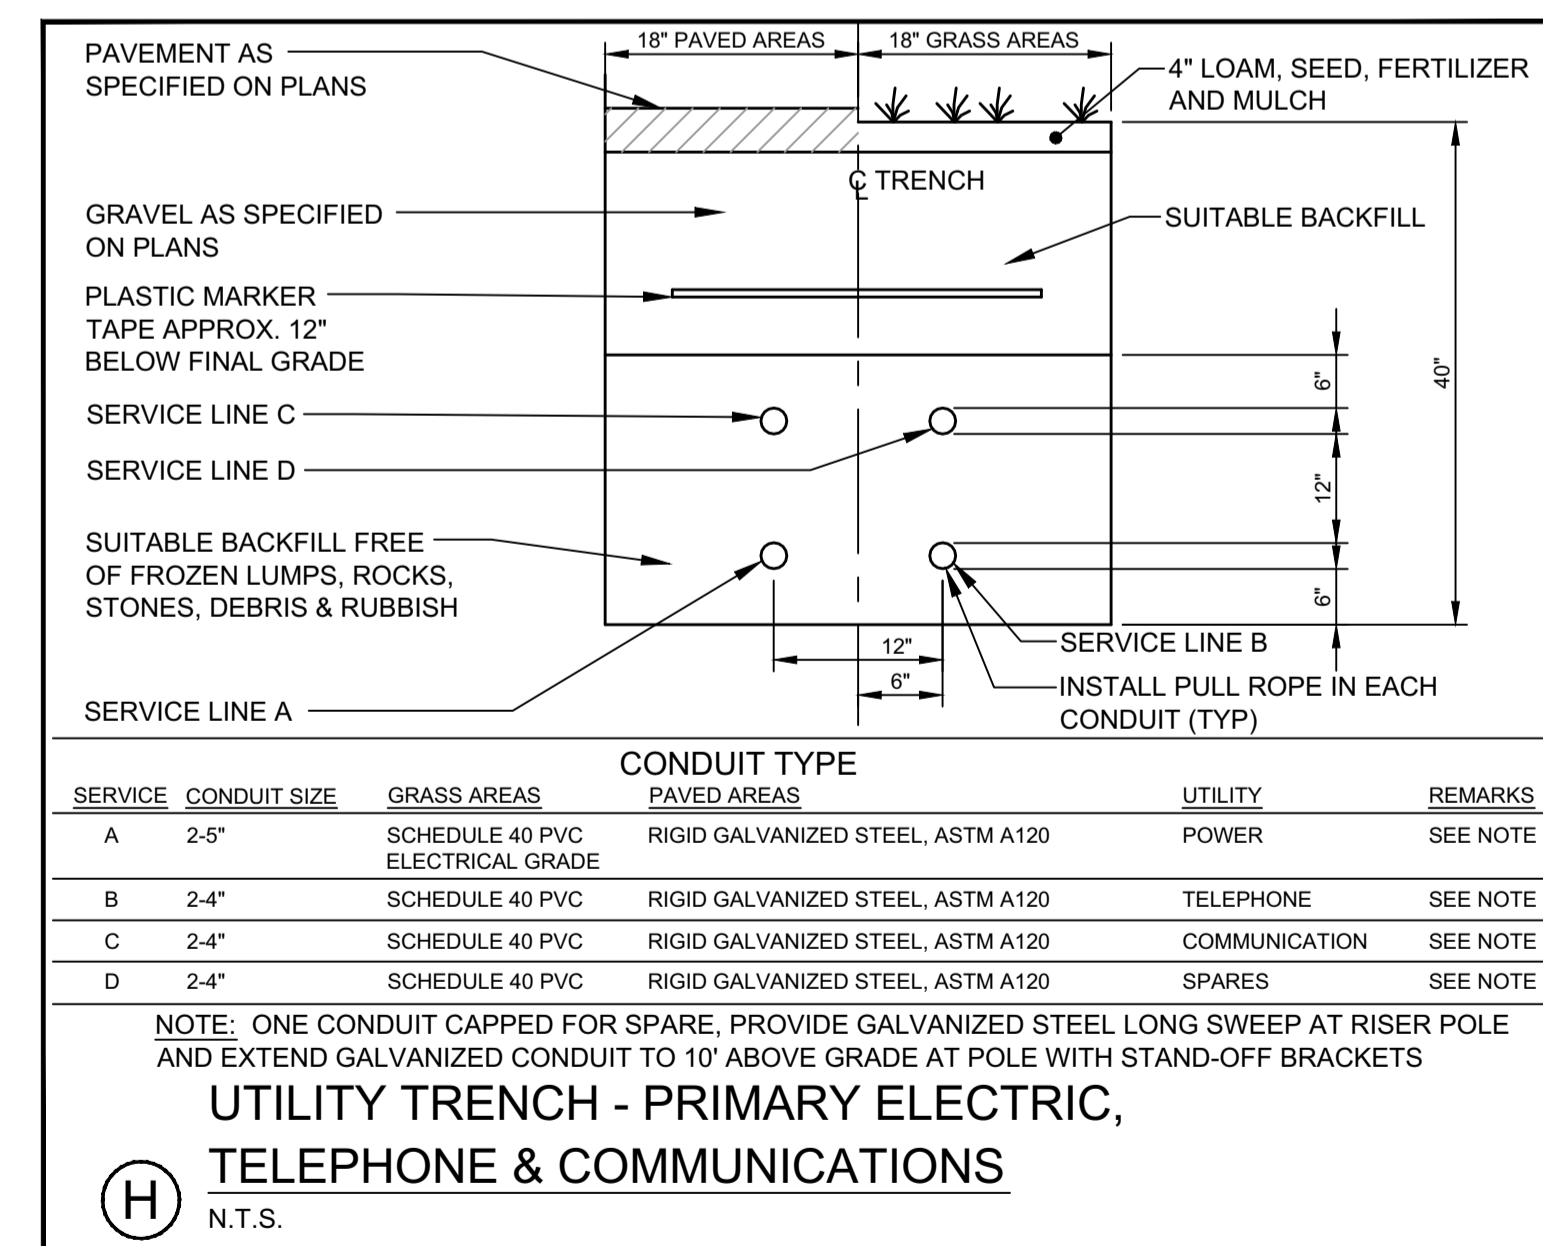 18" PAVED AREAS
18" GRASS AREAS
PAVEMENT AS
SPECIFIED ON PLANS
4" LOAM, SEED, FERTILIZER
AND MULCH
℄ TRENCH
GRAVEL AS SPECIFIED
ON PLANS
SUITABLE BACKFILL
PLASTIC MARKER
TAPE APPROX. 12"
BELOW FINAL GRADE
6"
40"
SERVICE LINE C
SERVICE LINE D
12"
SUITABLE BACKFILL FREE
OF FROZEN LUMPS, ROCKS,
STONES, DEBRIS & RUBBISH
6"
12"
SERVICE LINE B
6"
INSTALL PULL ROPE IN EACH
CONDUIT (TYP)
SERVICE LINE A
CONDUIT TYPE
SERVICE CONDUIT SIZE GRASS AREAS PAVED AREAS UTILITY REMARKS
A 2-5" SCHEDULE 40 PVC RIGID GALVANIZED STEEL, ASTM A120 POWER SEE NOTE
ELECTRICAL GRADE
B 2-4" SCHEDULE 40 PVC RIGID GALVANIZED STEEL, ASTM A120 TELEPHONE SEE NOTE
C 2-4" SCHEDULE 40 PVC RIGID GALVANIZED STEEL, ASTM A120 COMMUNICATION SEE NOTE
D 2-4" SCHEDULE 40 PVC RIGID GALVANIZED STEEL, ASTM A120 SPARES SEE NOTE
NOTE: ONE CONDUIT CAPPED FOR SPARE, PROVIDE GALVANIZED STEEL LONG SWEEP AT RISER POLE
AND EXTEND GALVANIZED CONDUIT TO 10' ABOVE GRADE AT POLE WITH STAND-OFF BRACKETS
UTILITY TRENCH - PRIMARY ELECTRIC,
TELEPHONE & COMMUNICATIONS
H
N.T.S.